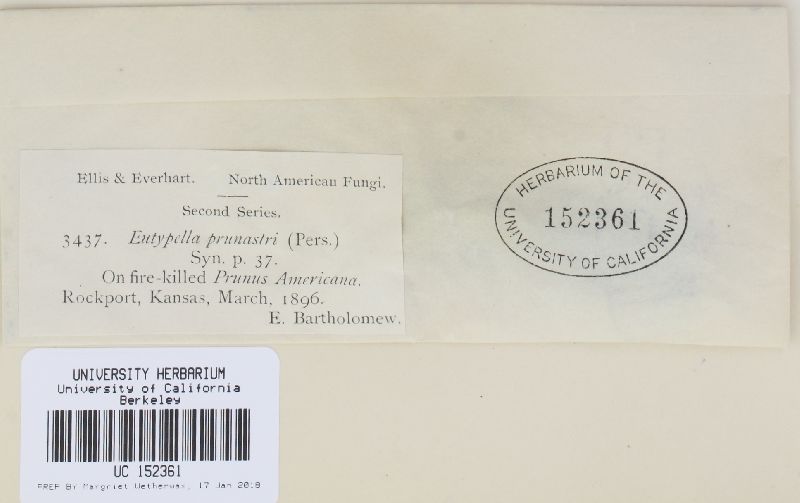 Ellis & Everhart. North American Fungi.
Second Series.
3437. Eutypella prunastri (Pers.)
Syn. p. 37.
On fire-killed Prunus Americana.
Rockport, Kansas, March, 1896.
E. Bartholomew.
HERBARIUM OF THE
152361
UNIVERSITY OF CALIFORNIA
UNIVERSITY HERBARIUM
University of California
Berkeley
UC 152361
PREP BY Margriet Wetherwax, 17 Jan 2018